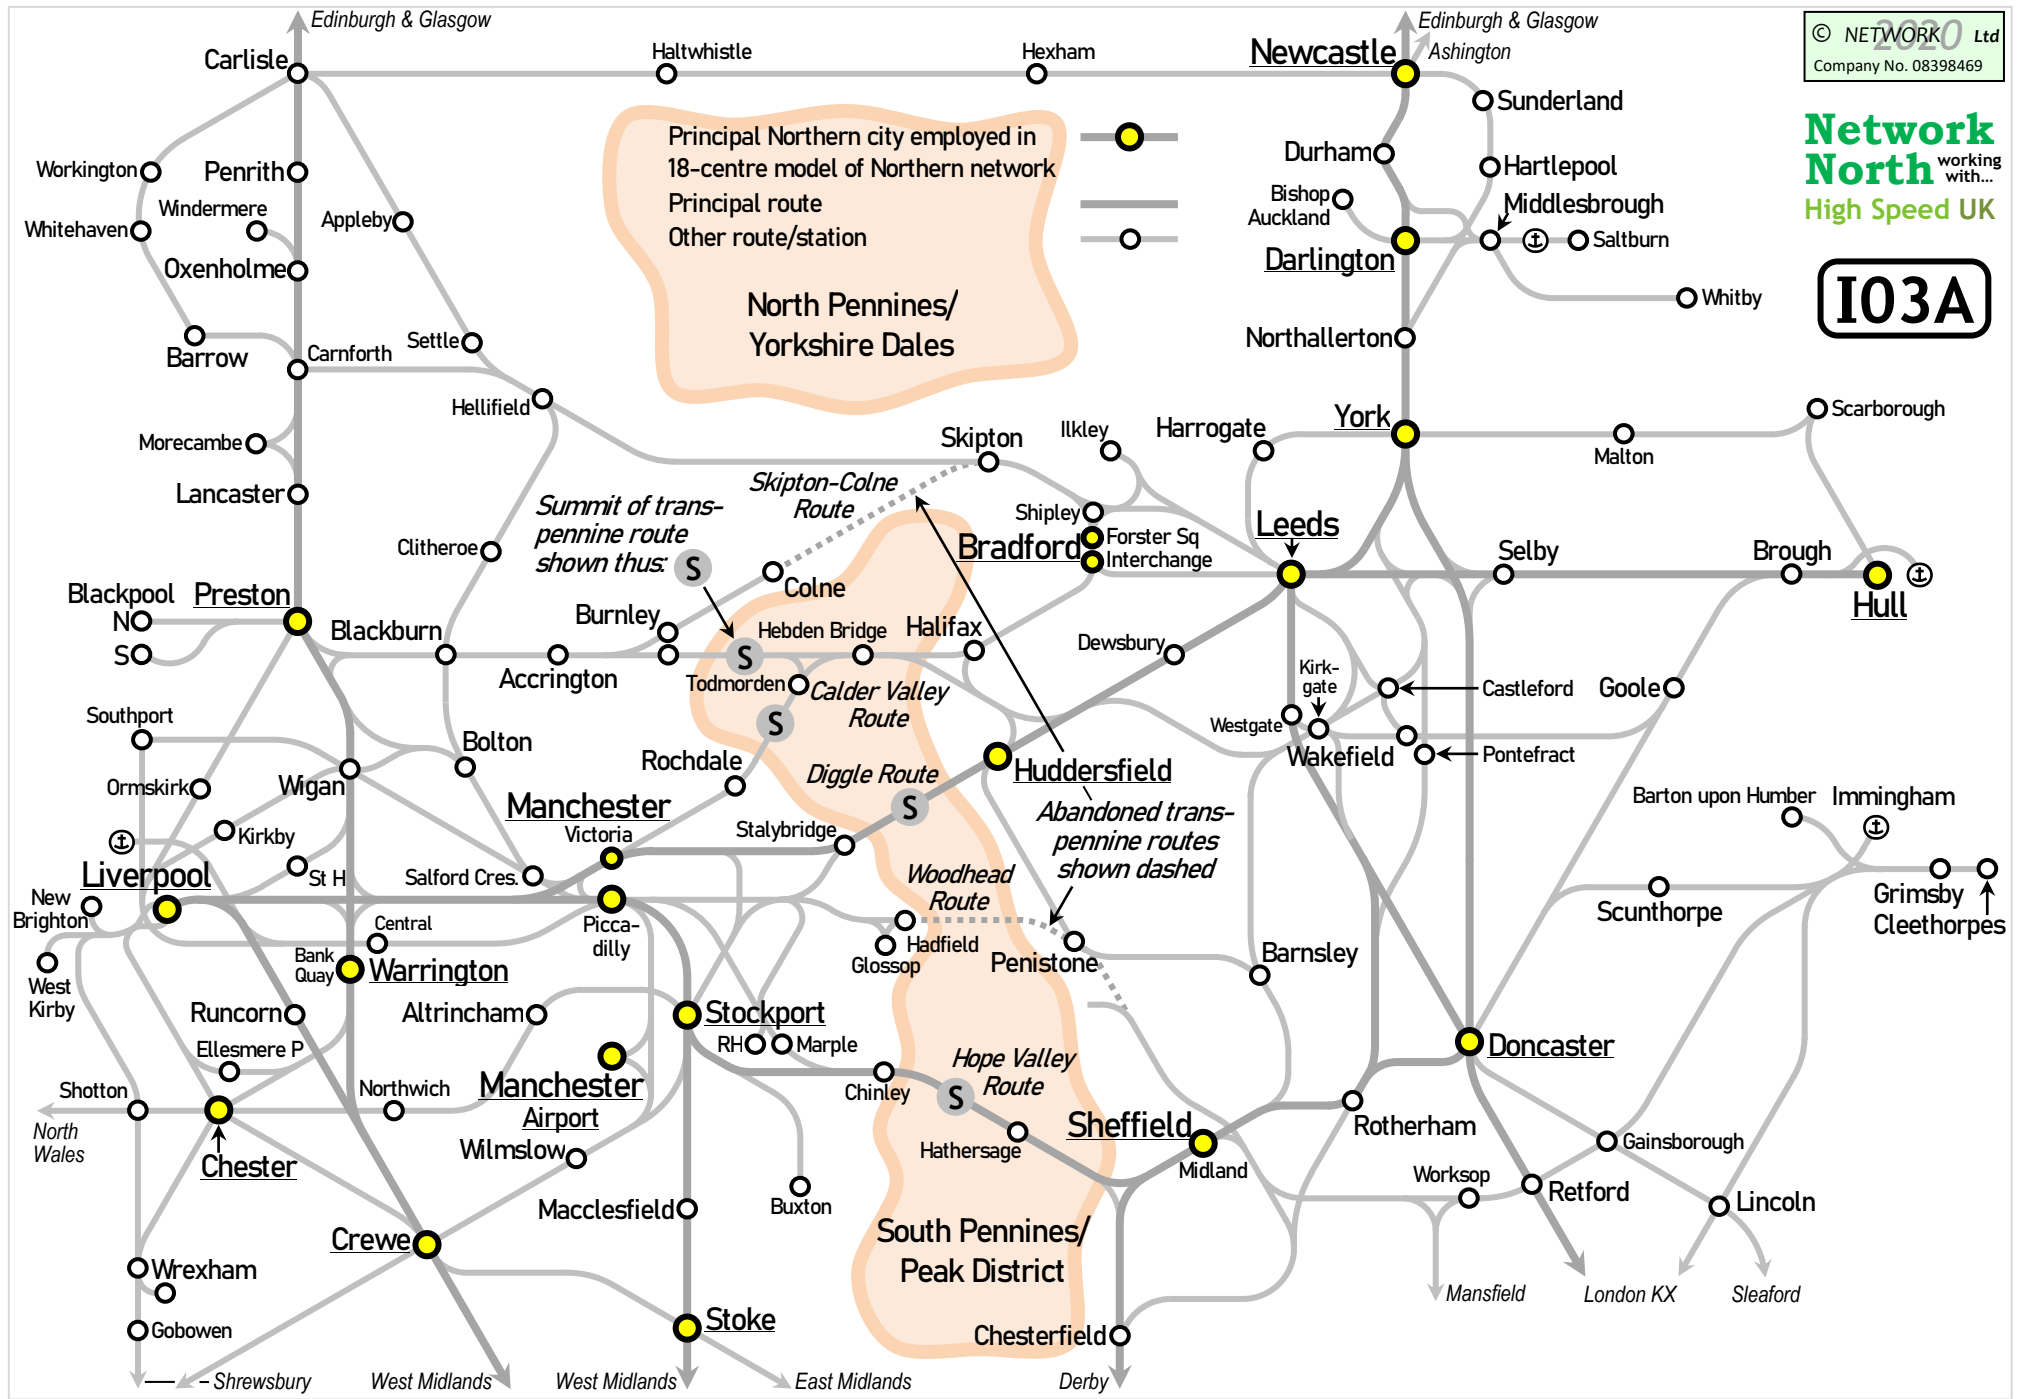 Edinburgh & Glasgow
Edinburgh & Glasgow
Ashington
© NETWORK 2020 Ltd
Company No. 08398469
Network
North working
with...
High Speed UK
I03A
Carlisle
Haltwhistle
Hexham
Newcastle
Sunderland
Principal Northern city employed in
18-centre model of Northern network
Principal route
Other route/station
North Pennines/
Yorkshire Dales
Durham
Hartlepool
Workington
Penrith
Windermere
Whitehaven
Appleby
Bishop
Auckland
Middlesbrough
Saltburn
Darlington
Oxenholme
Whitby
Northallerton
Barrow
Carnforth
Settle
Hellifield
Morecambe
Lancaster
Skipton
Ilkley
Harrogate
York
Malton
Scarborough
Skipton-Colne
Route
Summit of trans-
pennine route
shown thus:
S
Shipley
Forster Sq
Bradford
Interchange
Leeds
Selby
Brough
Hull
Clitheroe
Colne
Blackpool
N
S
Preston
Blackburn
Accrington
Burnley
S
Hebden Bridge
Halifax
Todmorden
Calder Valley
Route
S
Dewsbury
Kirk-
gate
Castleford
Goole
Westgate
Wakefield
Pontefract
Southport
Ormskirk
Wigan
Bolton
Rochdale
Diggle Route
S
Huddersfield
Abandoned trans-
pennine routes
shown dashed
Barton upon Humber
Immingham
Kirkby
Manchester
Victoria
Stalybridge
Liverpool
St H
Salford Cres.
Woodhead
Route
New
Brighton
Central
Picca-
dilly
Hadfield
Glossop
Penistone
Barnsley
Scunthorpe
Grimsby
Cleethorpes
West
Kirby
Bank
Quay
Warrington
Runcorn
Altrincham
Stockport
RH
Marple
Ellesmere P
Manchester
Airport
Hope Valley
Route
Chinley
S
Doncaster
Shotton
Northwich
North
Wales
Chester
Wilmslow
Hathersage
Sheffield
Midland
Rotherham
Gainsborough
Worksop
Retford
Lincoln
Macclesfield
Buxton
South Pennines/
Peak District
Crewe
Wrexham
Mansfield
London KX
Sleaford
Gobowen
Stoke
Chesterfield
Shrewsbury
West Midlands
West Midlands
East Midlands
Derby